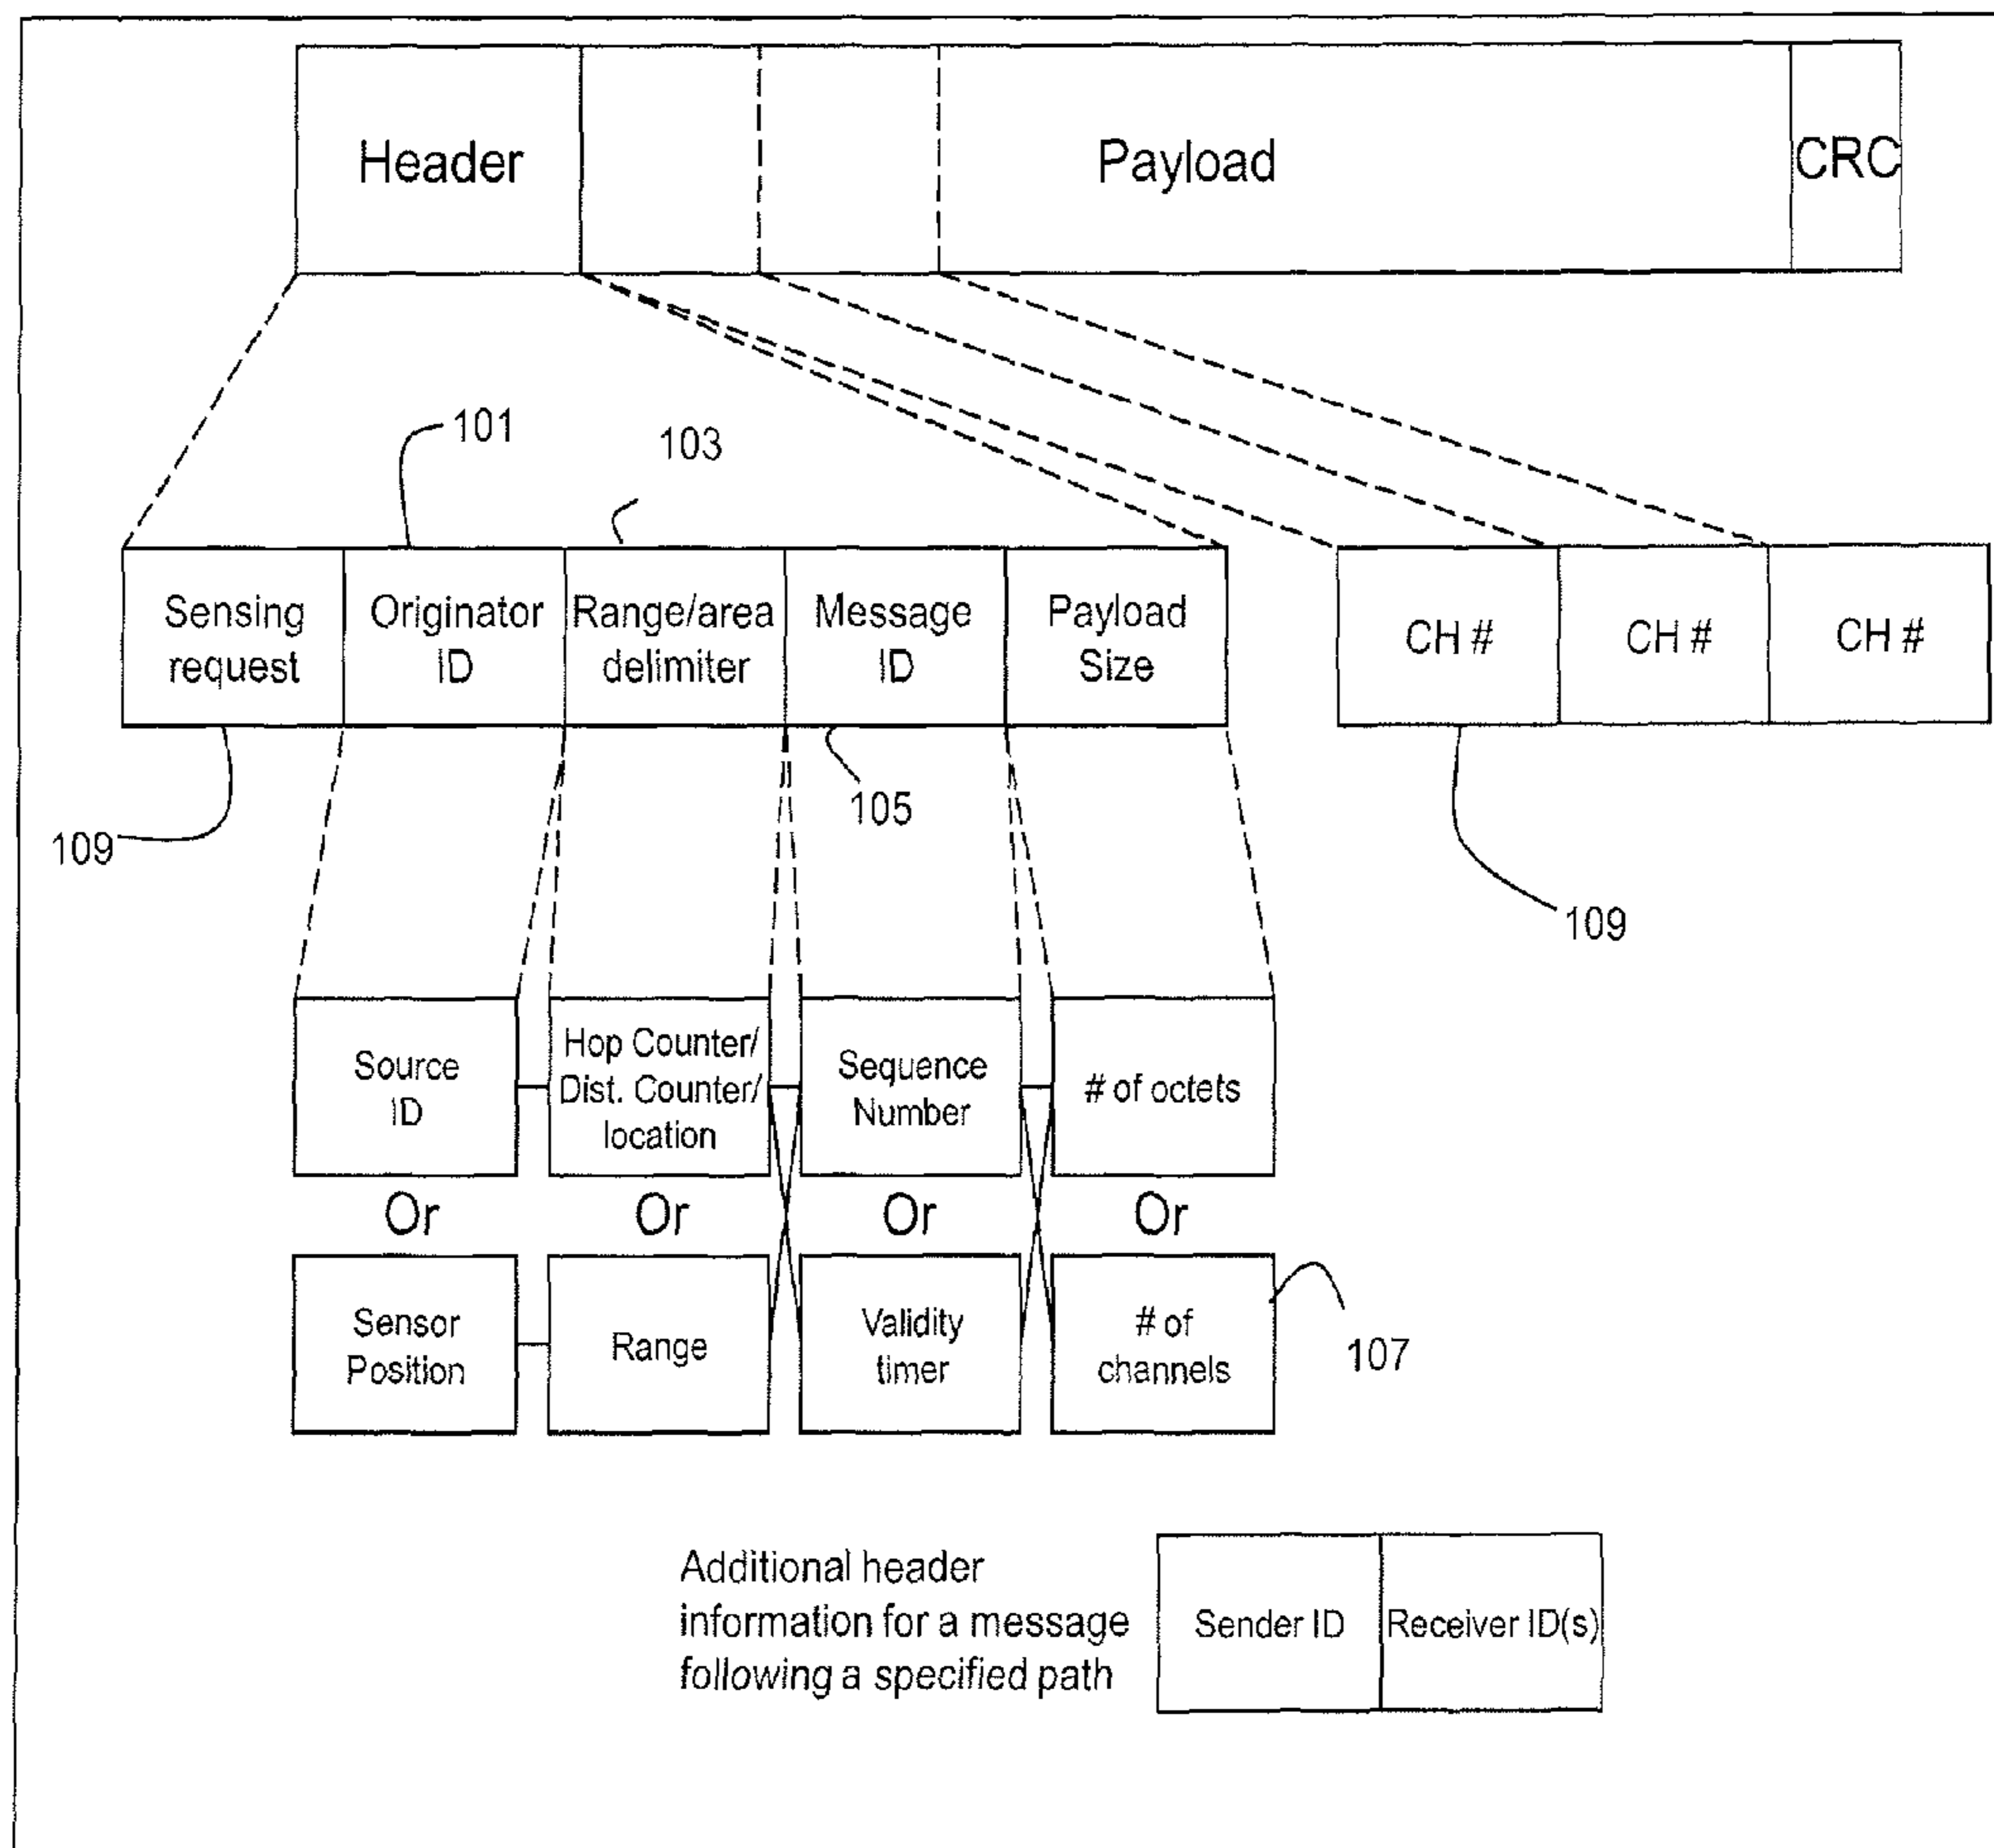 Header
Payload
CRC
101
103
Sensing
request
Originator
ID
Range/area
delimiter
Message
ID
Payload
Size
CH #
CH #
CH #
109
105
109
Source
ID
Hop Counter/
Dist. Counter/
location
Sequence
Number
# of octets
Or
Or
Or
Or
Sensor
Position
Range
Validity
timer
# of
channels
107
Additional header
information for a message
following a specified path
Sender ID
Receiver ID(s)